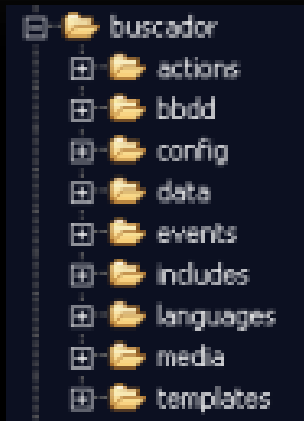 buscador
actions
bbdd
config
data
events
includes
languages
media
templates